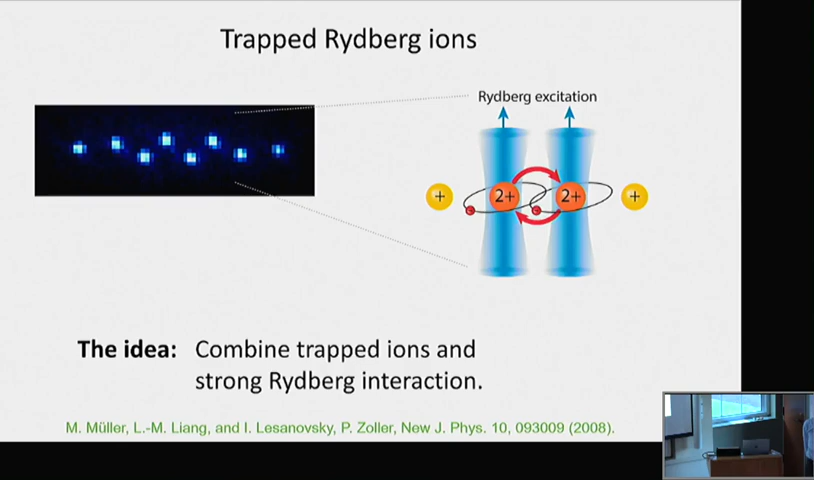 Trapped Rydberg ions
Rydberg excitation
+ 2+ 2+ +
The idea: Combine trapped ions and
strong Rydberg interaction.
M. Müller, L.-M. Liang, and I. Lesanovsky, P. Zoller, New J. Phys. 10, 093009 (2008).